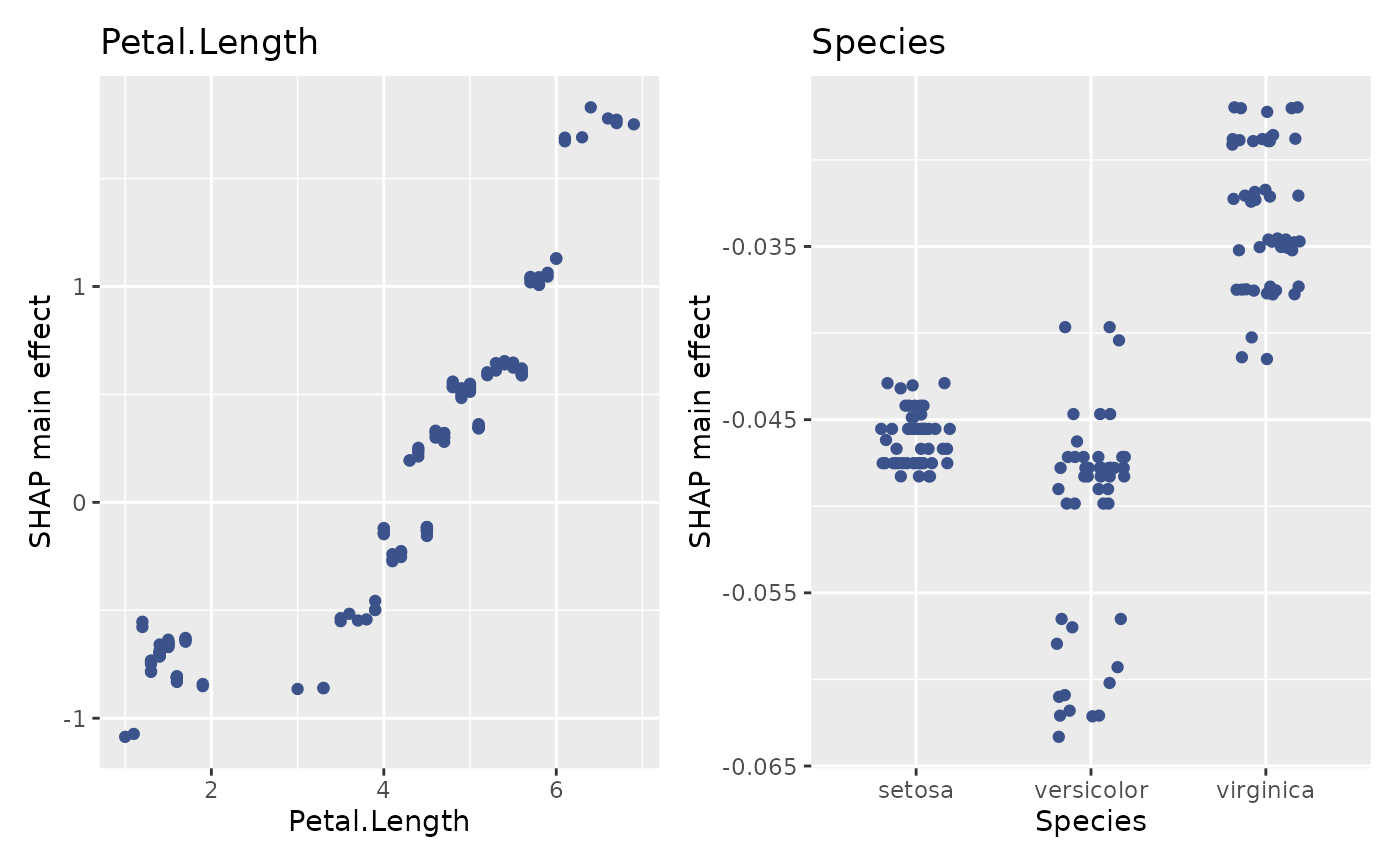 Petal.Length
SHAP main effect
1
0
-1
2 4 6
Petal.Length
Species
SHAP main effect
-0.035
-0.045
-0.055
-0.065
setosa versicolor virginica
Species